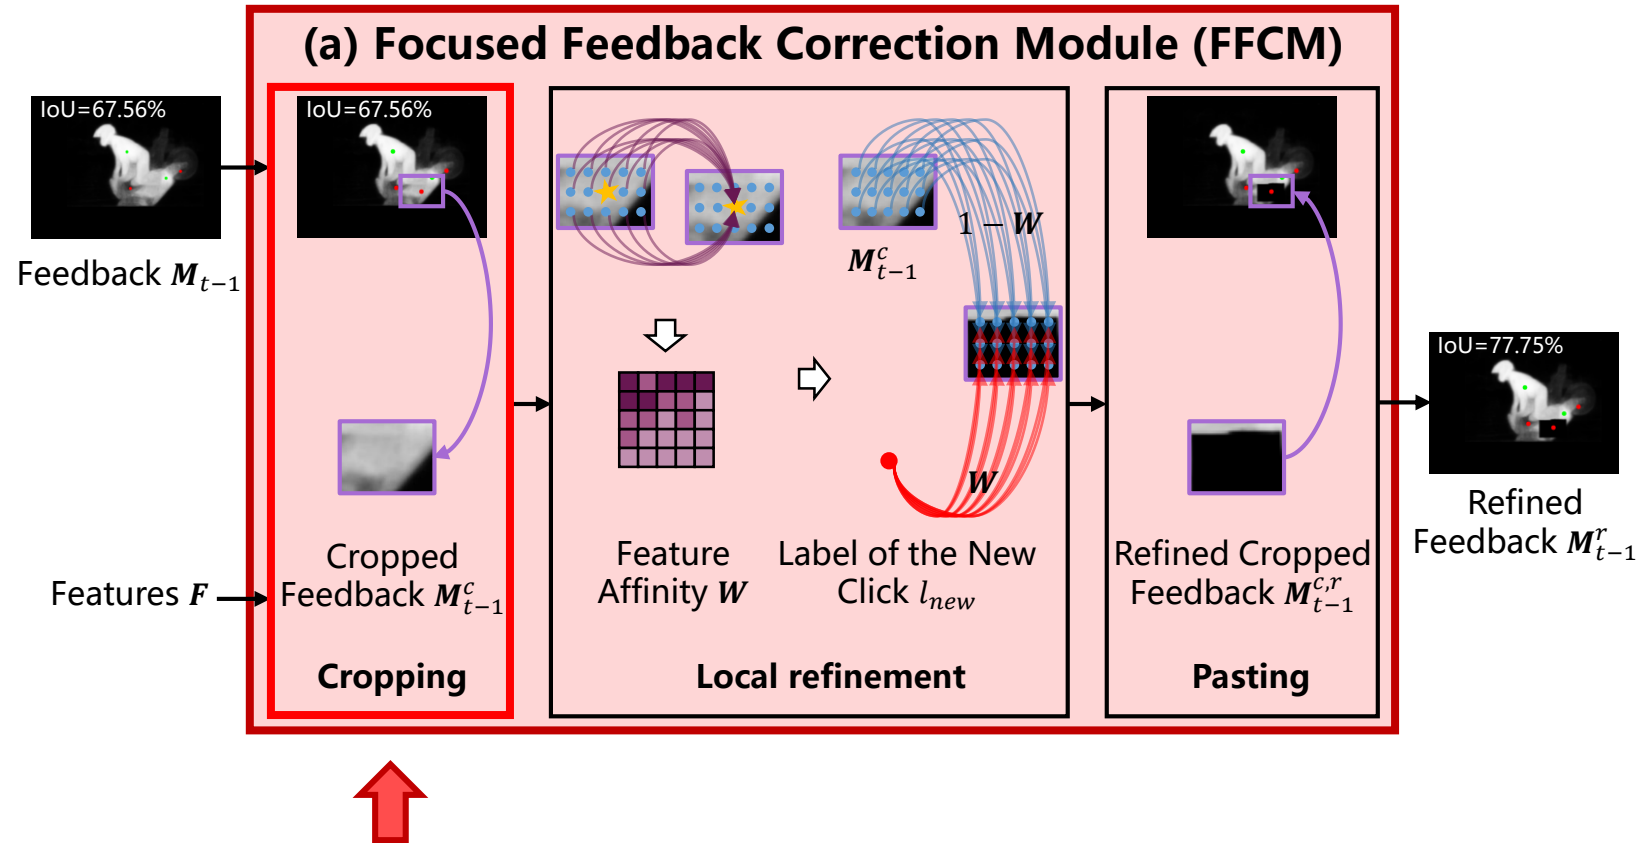 (a) Focused Feedback Correction Module (FFCM)
IoU=67.56%
Feedback M_{t−1}
Features F
IoU=67.56%
Cropped
Feedback M^c_{t−1}
Cropping
1 − W
M^c_{t−1}
W
Feature
Affinity W
Label of the New
Click l_{new}
Local refinement
Refined Cropped
Feedback M^{c,r}_{t−1}
Pasting
IoU=77.75%
Refined
Feedback M^r_{t−1}